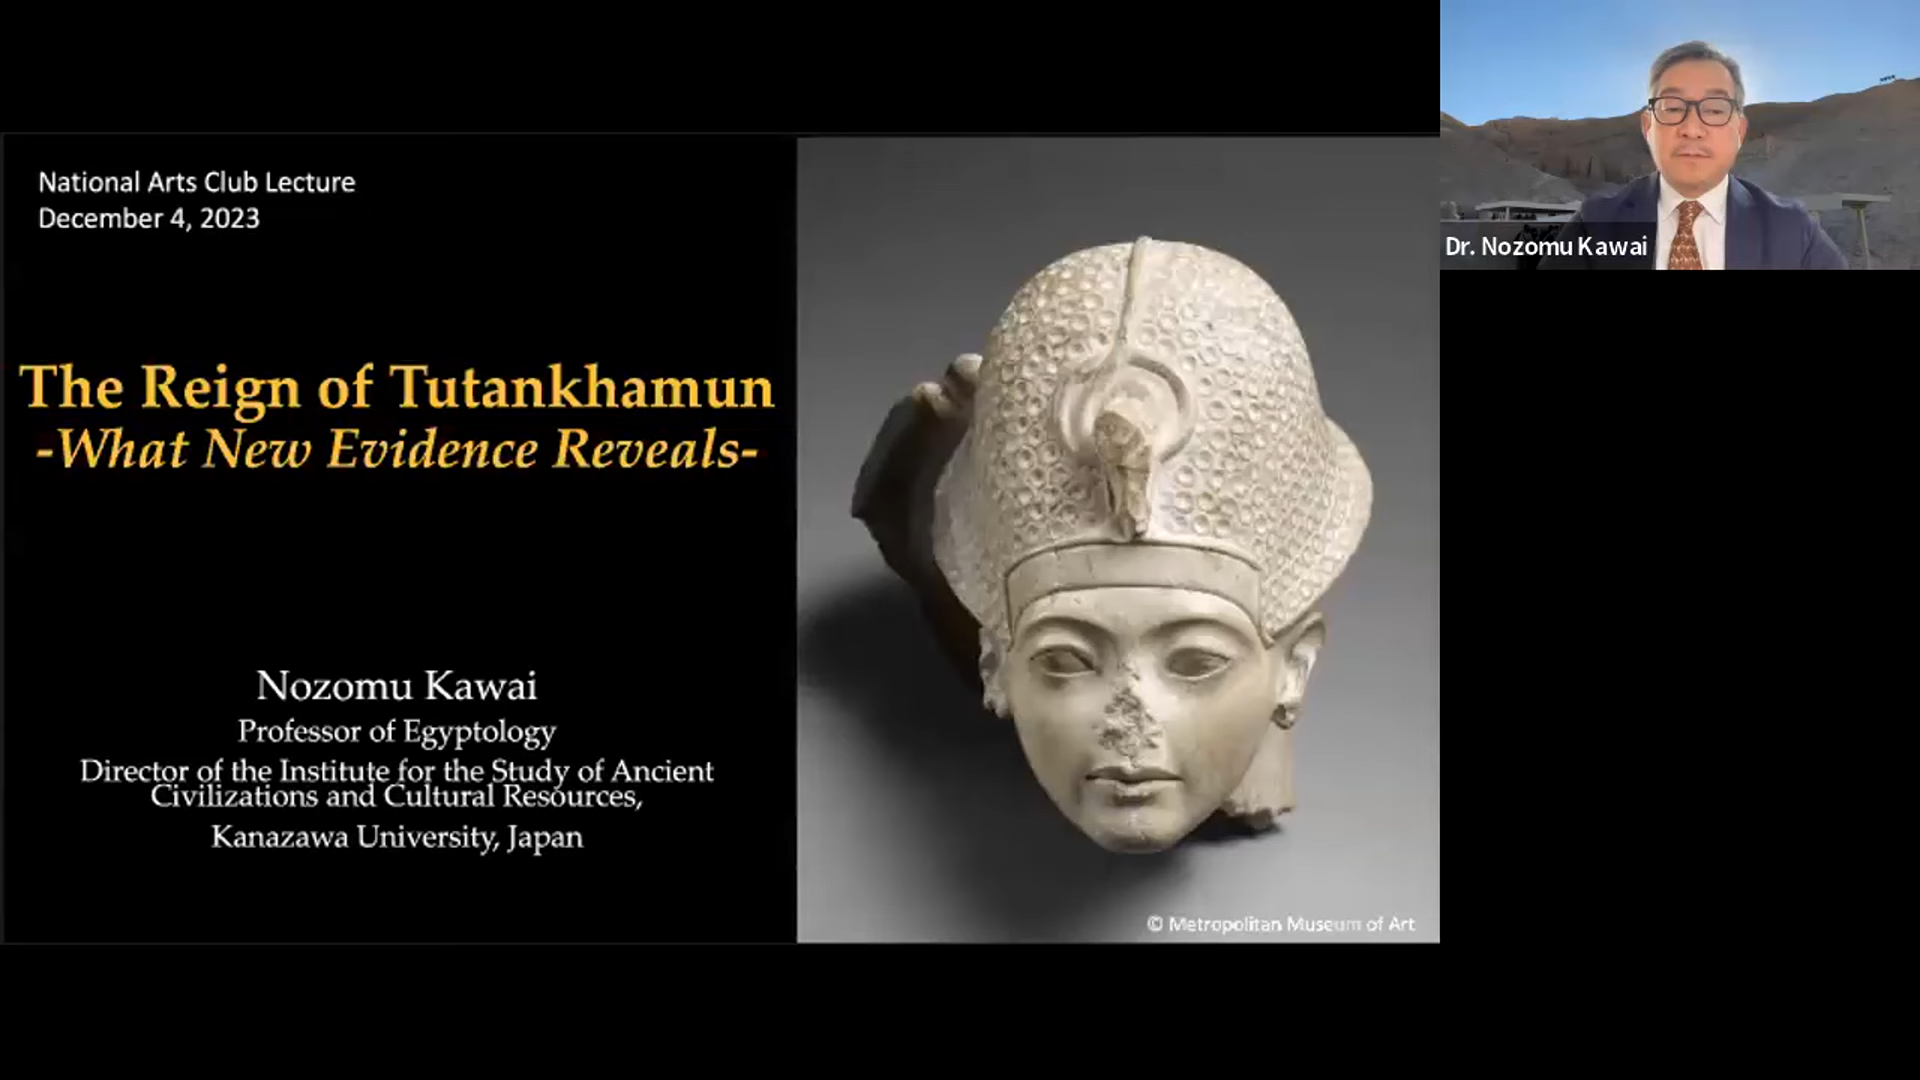 National Arts Club Lecture
December 4, 2023
The Reign of Tutankhamun
-What New Evidence Reveals-
Nozomu Kawai
Professor of Egyptology
Director of the Institute for the Study of Ancient
Civilizations and Cultural Resources,
Kanazawa University, Japan
© Metropolitan Museum of Art
Dr. Nozomu Kawai